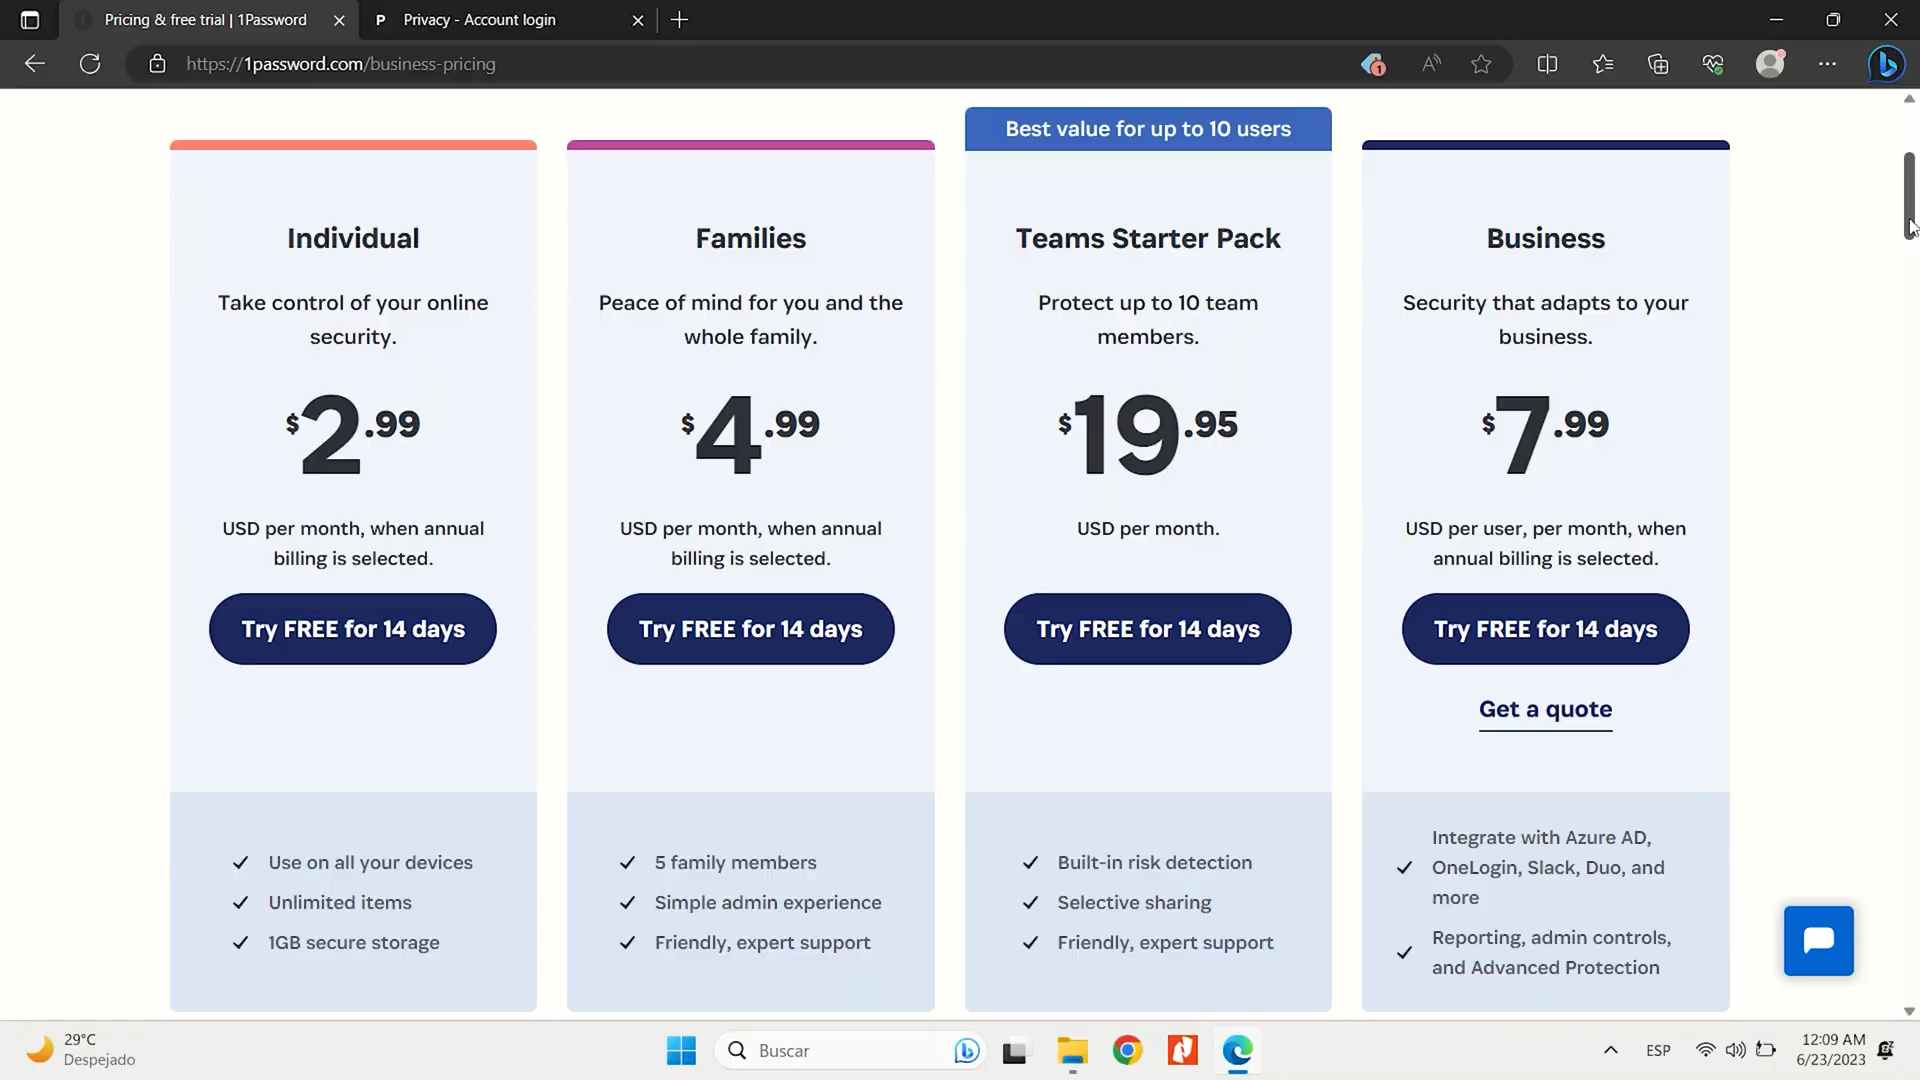 Pricing & free trial | 1Password
P Privacy - Account login
https://1password.com/business-pricing
1
Best value for up to 10 users
Individual
Take control of your online
security.
$2.99
USD per month, when annual
billing is selected.
Try FREE for 14 days
Use on all your devices
Unlimited items
1GB secure storage
Families
Peace of mind for you and the
whole family.
$4.99
USD per month, when annual
billing is selected.
Try FREE for 14 days
5 family members
Simple admin experience
Friendly, expert support
Teams Starter Pack
Protect up to 10 team
members.
$19.95
USD per month.
Try FREE for 14 days
Built-in risk detection
Selective sharing
Friendly, expert support
Business
Security that adapts to your
business.
$7.99
USD per user, per month, when
annual billing is selected.
Try FREE for 14 days
Get a quote
Integrate with Azure AD,
OneLogin, Slack, Duo, and
more
Reporting, admin controls,
and Advanced Protection
29°C
Despejado
Buscar
ESP
12:09 AM
6/23/2023